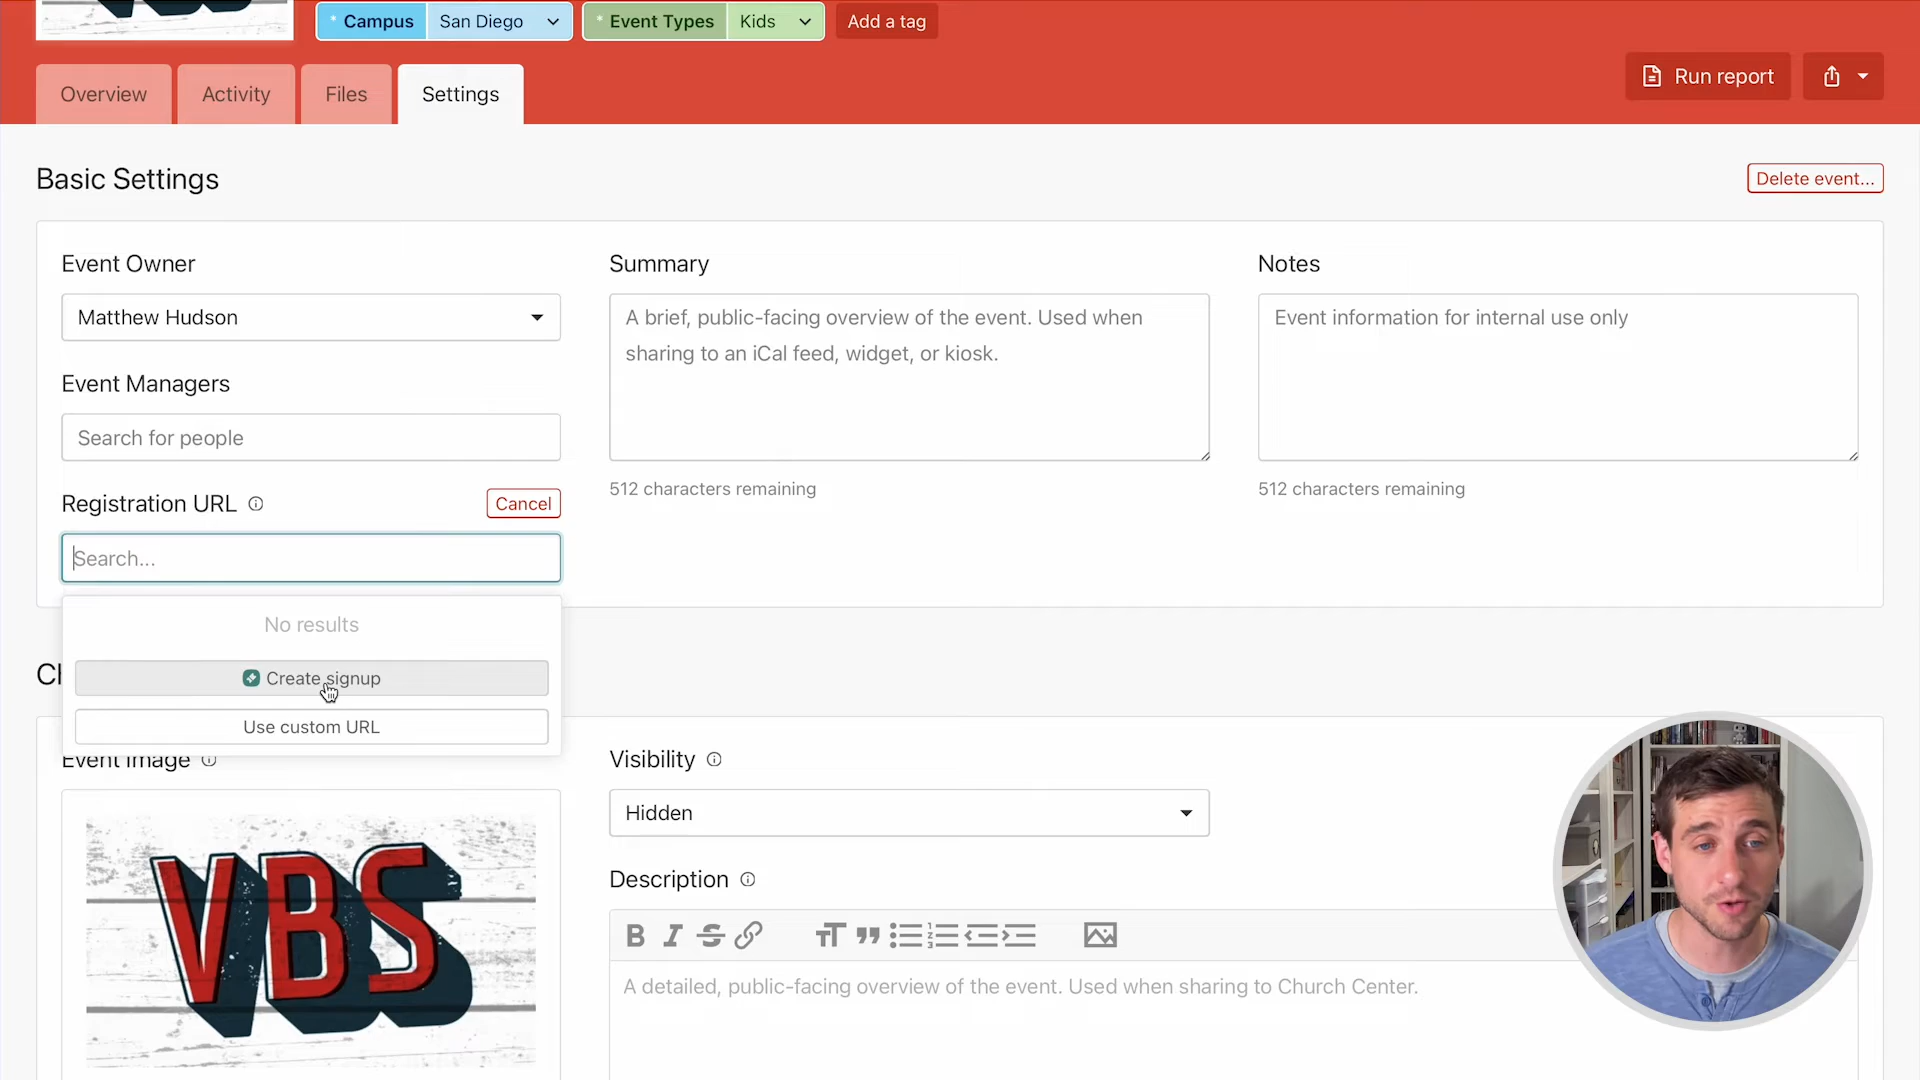 * Campus San Diego * Event Types Kids Add a tag
Overview Activity Files Settings
Run report
Basic Settings
Delete event...
Event Owner
Matthew Hudson
Event Managers
Search for people
Registration URL
Cancel
Search...
No results
Create signup
Use custom URL
Summary
A brief, public-facing overview of the event. Used when
sharing to an iCal feed, widget, or kiosk.
512 characters remaining
Notes
Event information for internal use only
512 characters remaining
Event Image
VBS
Visibility
Hidden
Description
A detailed, public-facing overview of the event. Used when sharing to Church Center.